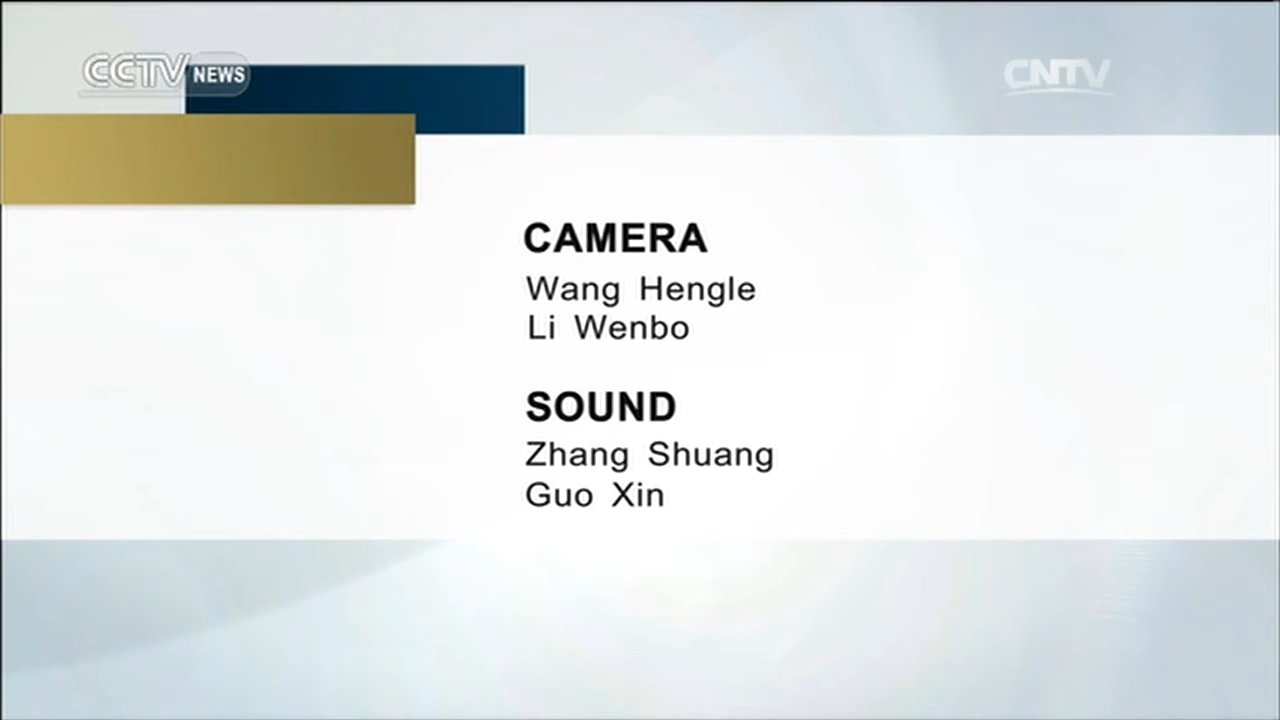 CCTV NEWS
CNTV
CAMERA
Wang Hengle
Li Wenbo
SOUND
Zhang Shuang
Guo Xin